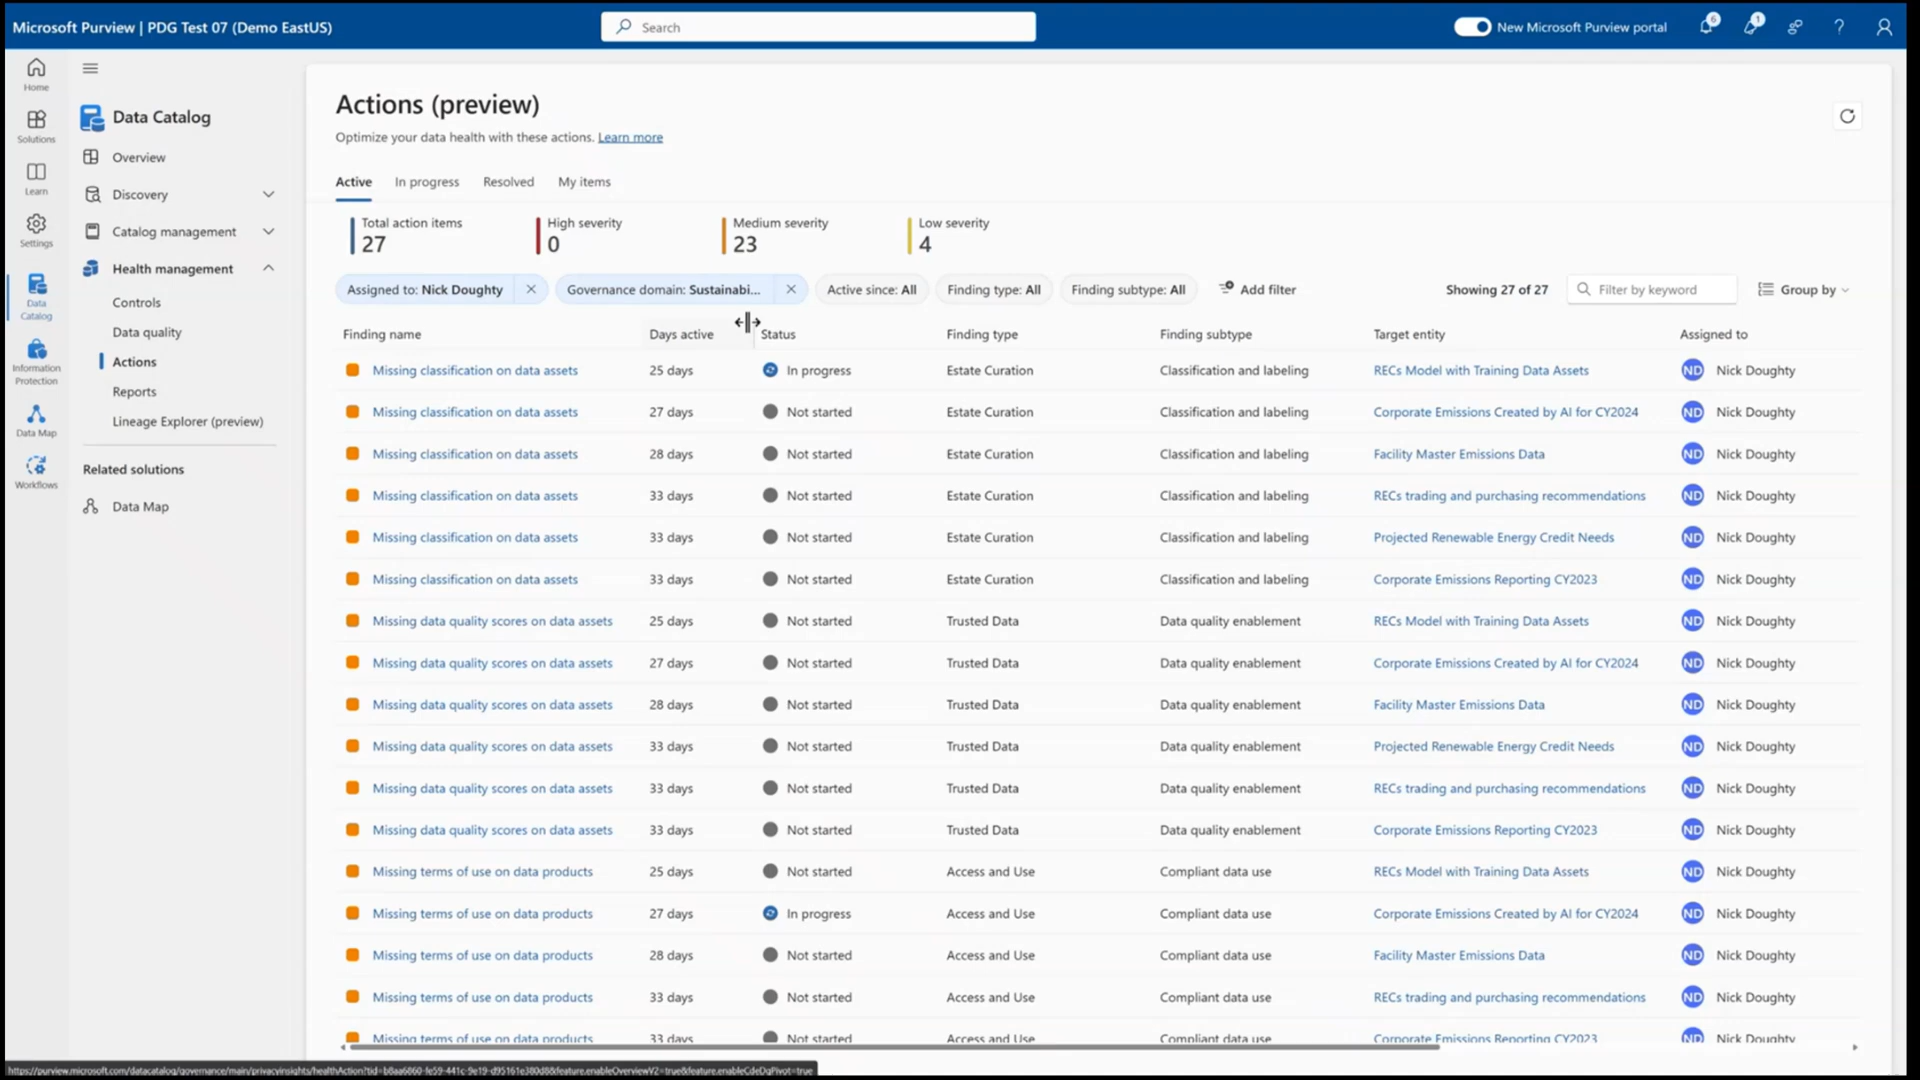 Microsoft Purview | PDG Test 07 (Demo EastUS)
Search
New Microsoft Purview portal
6
1
Home
Solutions
Learn
Settings
Data Catalog
Information Protection
Data Map
Workflows
Data Catalog
Overview
Discovery
Catalog management
Health management
Controls
Data quality
Actions
Reports
Lineage Explorer (preview)
Related solutions
Data Map
Actions (preview)
Optimize your data health with these actions. Learn more
Active In progress Resolved My items
Total action items High severity Medium severity Low severity
27 0 23 4
Assigned to: Nick Doughty Governance domain: Sustainabi... Active since: All Finding type: All Finding subtype: All Add filter Showing 27 of 27 Filter by keyword Group by
Finding name Days active Status Finding type Finding subtype Target entity Assigned to
Missing classification on data assets 25 days In progress Estate Curation Classification and labeling RECs Model with Training Data Assets ND Nick Doughty
Missing classification on data assets 27 days Not started Estate Curation Classification and labeling Corporate Emissions Created by AI for CY2024 ND Nick Doughty
Missing classification on data assets 28 days Not started Estate Curation Classification and labeling Facility Master Emissions Data ND Nick Doughty
Missing classification on data assets 33 days Not started Estate Curation Classification and labeling RECs trading and purchasing recommendations ND Nick Doughty
Missing classification on data assets 33 days Not started Estate Curation Classification and labeling Projected Renewable Energy Credit Needs ND Nick Doughty
Missing classification on data assets 33 days Not started Estate Curation Classification and labeling Corporate Emissions Reporting CY2023 ND Nick Doughty
Missing data quality scores on data assets 25 days Not started Trusted Data Data quality enablement RECs Model with Training Data Assets ND Nick Doughty
Missing data quality scores on data assets 27 days Not started Trusted Data Data quality enablement Corporate Emissions Created by AI for CY2024 ND Nick Doughty
Missing data quality scores on data assets 28 days Not started Trusted Data Data quality enablement Facility Master Emissions Data ND Nick Doughty
Missing data quality scores on data assets 33 days Not started Trusted Data Data quality enablement Projected Renewable Energy Credit Needs ND Nick Doughty
Missing data quality scores on data assets 33 days Not started Trusted Data Data quality enablement RECs trading and purchasing recommendations ND Nick Doughty
Missing data quality scores on data assets 33 days Not started Trusted Data Data quality enablement Corporate Emissions Reporting CY2023 ND Nick Doughty
Missing terms of use on data products 25 days Not started Access and Use Compliant data use RECs Model with Training Data Assets ND Nick Doughty
Missing terms of use on data products 27 days In progress Access and Use Compliant data use Corporate Emissions Created by AI for CY2024 ND Nick Doughty
Missing terms of use on data products 28 days Not started Access and Use Compliant data use Facility Master Emissions Data ND Nick Doughty
Missing terms of use on data products 33 days Not started Access and Use Compliant data use RECs trading and purchasing recommendations ND Nick Doughty
Missing terms of use on data products 33 days Not started Access and Use Compliant data use Corporate Emissions Reporting CY2023 ND Nick Doughty